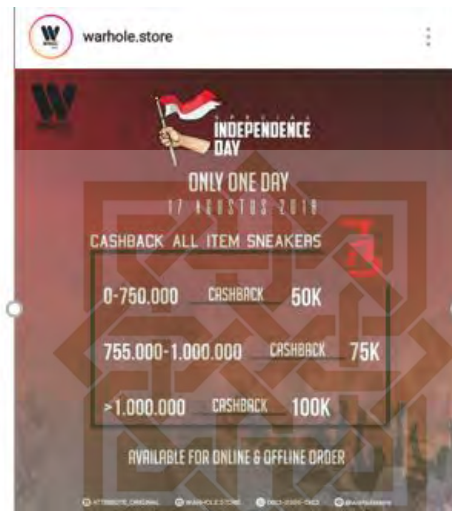 warhole.store
W
SPECIAL
INDEPENDENCE
DAY
ONLY ONE DAY
17 AGUSTUS 2019
CASHBACK ALL ITEM SNEAKERS
0-750.000 CASHBACK 50K
755.000-1.000.000 CASHBACK 75K
>1.000.000 CASHBACK 100K
AVAILABLE FOR ONLINE & OFFLINE ORDER